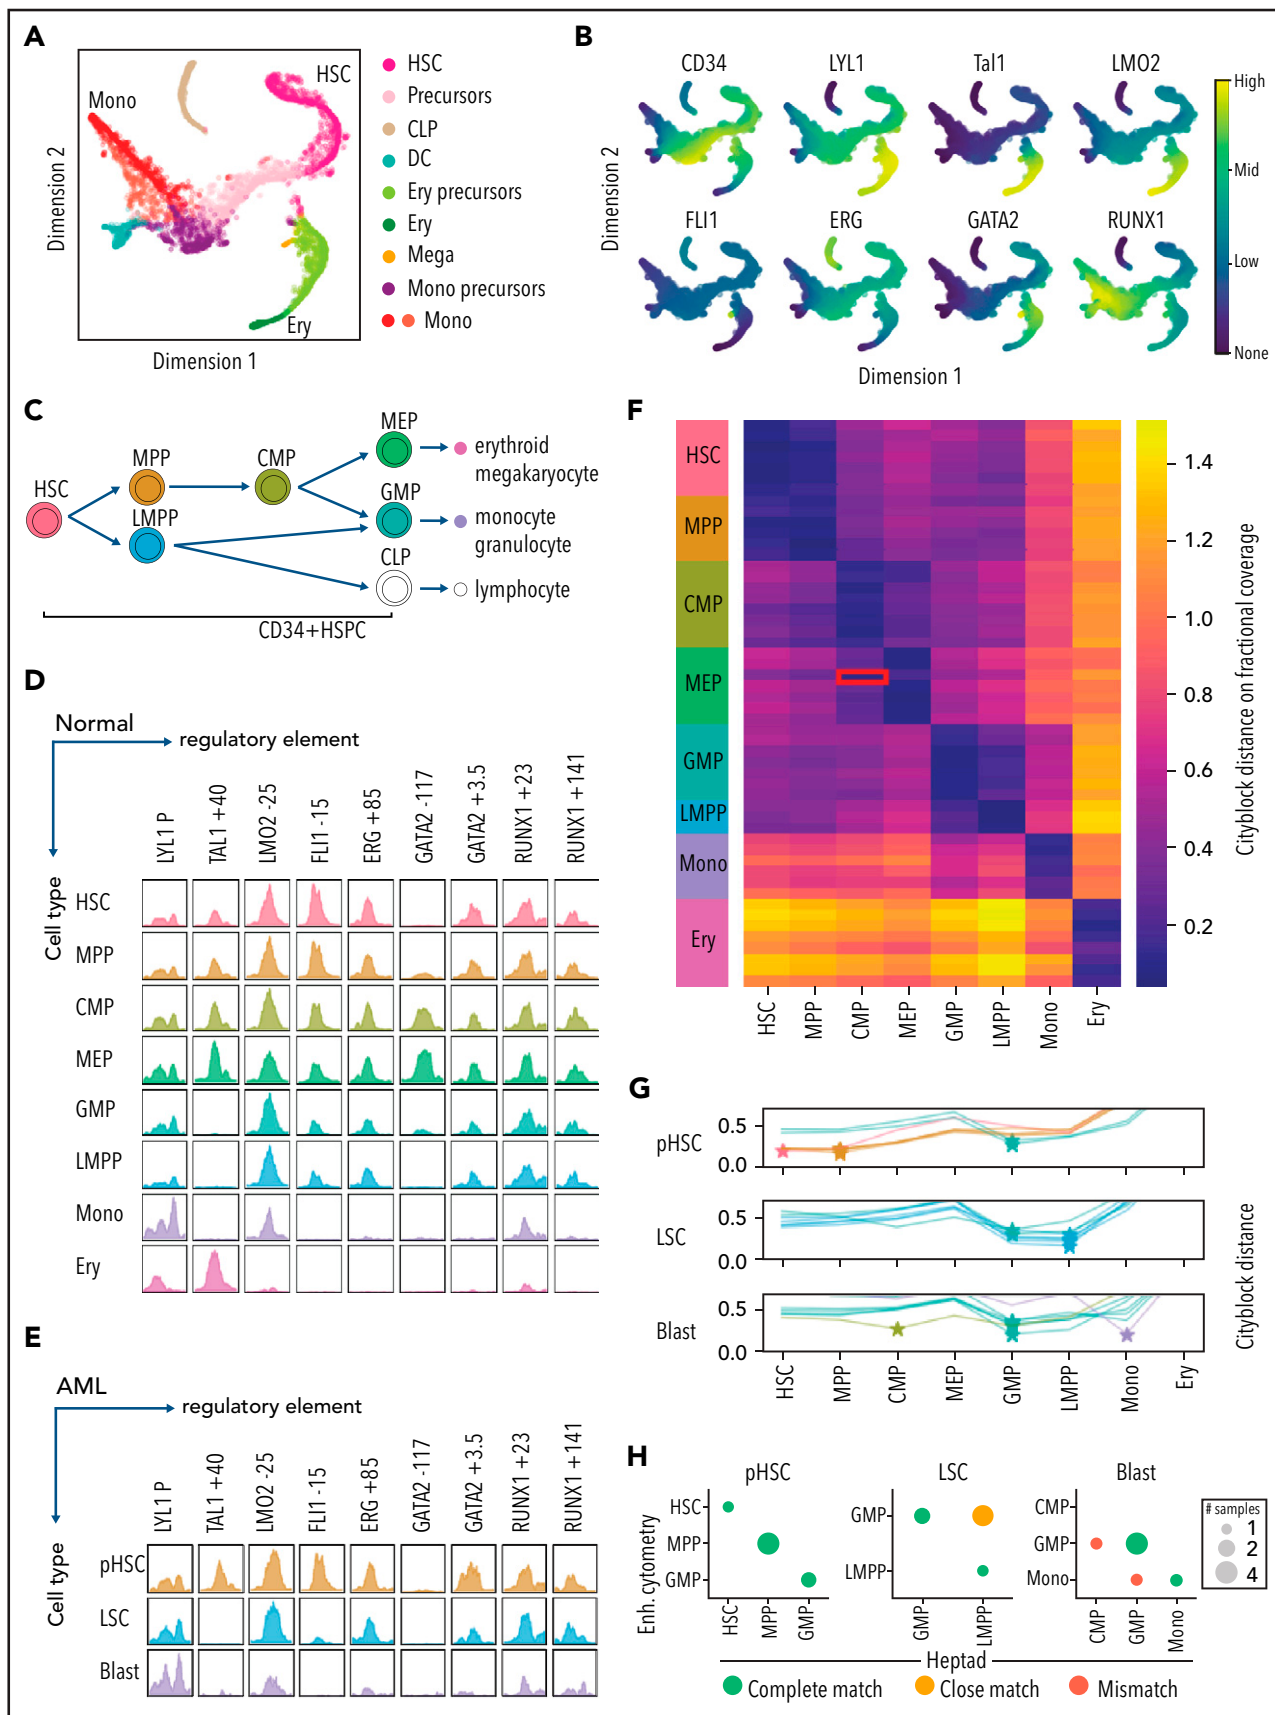 A
HSC
Mono
Ery
Dimension 2
Dimension 1
HSC
Precursors
CLP
DC
Ery precursors
Ery
Mega
Mono precursors
Mono
B
CD34
LYL1
Tal1
LMO2
FLI1
ERG
GATA2
RUNX1
Dimension 2
Dimension 1
High
Mid
Low
None
C
HSC
MPP
LMPP
CMP
MEP
GMP
CLP
erythroid
megakaryocyte
monocyte
granulocyte
lymphocyte
CD34+HSPC
D
Normal
regulatory element
Cell type
LYL1 P
TAL1 +40
LMO2 -25
FLI1 -15
ERG +85
GATA2 -117
GATA2 +3.5
RUNX1 +23
RUNX1 +141
HSC
MPP
CMP
MEP
GMP
LMPP
Mono
Ery
E
AML
regulatory element
Cell type
LYL1 P
TAL1 +40
LMO2 -25
FLI1 -15
ERG +85
GATA2 -117
GATA2 +3.5
RUNX1 +23
RUNX1 +141
pHSC
LSC
Blast
F
HSC
MPP
CMP
MEP
GMP
LMPP
Mono
Ery
HSC
MPP
CMP
MEP
GMP
LMPP
Mono
Ery
1.4
1.2
1.0
0.8
0.6
0.4
0.2
Cityblock distance on fractional coverage
G
pHSC
0.5
0.0
LSC
0.5
0.0
Blast
0.5
0.0
HSC
MPP
CMP
MEP
GMP
LMPP
Mono
Ery
Cityblock distance
H
pHSC
LSC
Blast
Enh. cytometry
HSC
MPP
GMP
HSC
MPP
GMP
GMP
LMPP
GMP
LMPP
CMP
GMP
Mono
CMP
GMP
Mono
# samples
1
2
4
Heptad
Complete match
Close match
Mismatch